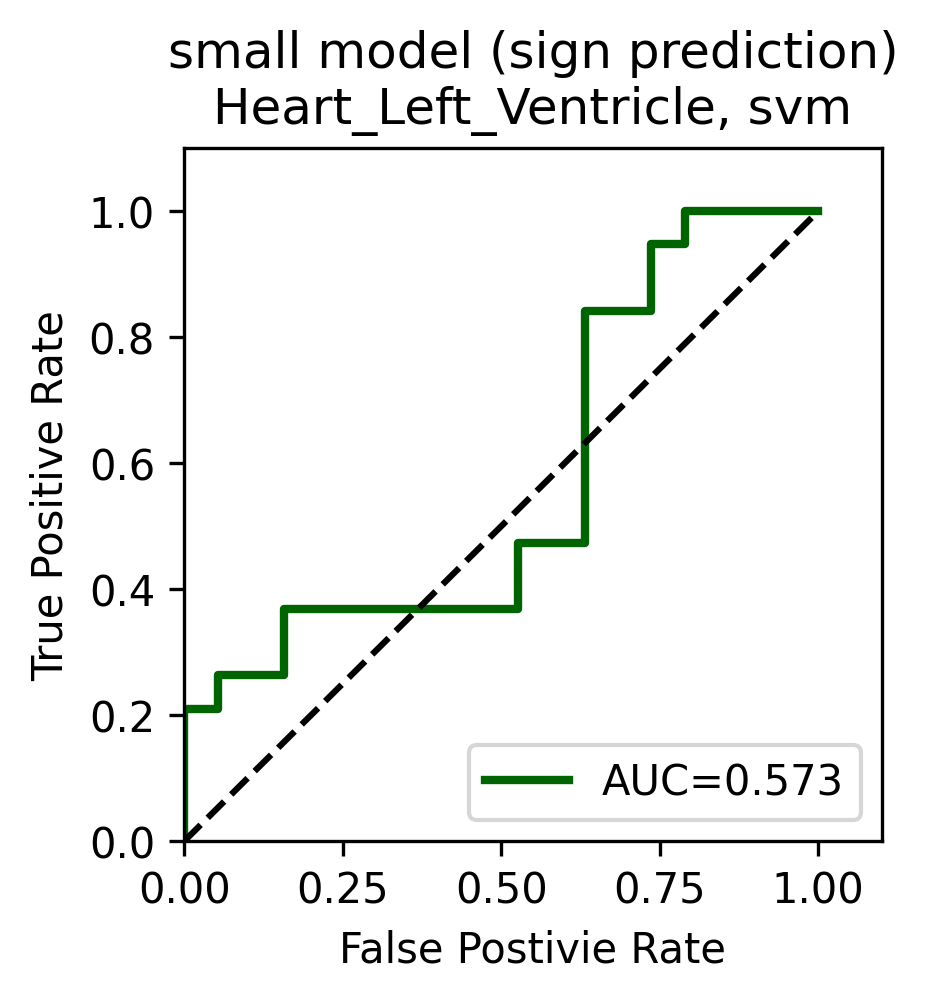 small model (sign prediction)
Heart_Left_Ventricle, svm
True Positive Rate
1.0
0.8
0.6
0.4
0.2
0.0
AUC=0.573
0.00 0.25 0.50 0.75 1.00
False Postivie Rate